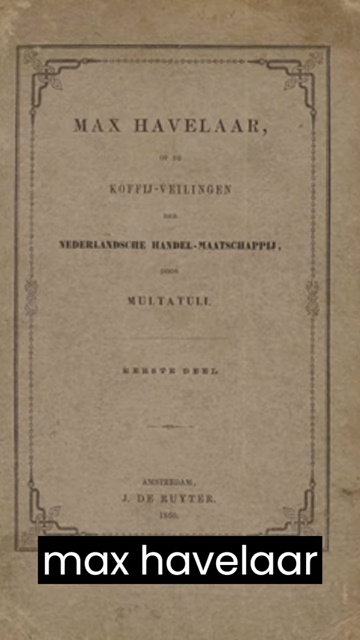 MAX HAVELAAR,
OF DE
KOFFIJ-VEILINGEN
DER
NEDERLANDSCHE HANDEL-MAATSCHAPPIJ,
DOOR
MULTATULI.
EERSTE DEEL
AMSTERDAM,
J. DE RUYTER.
1860.
max havelaar